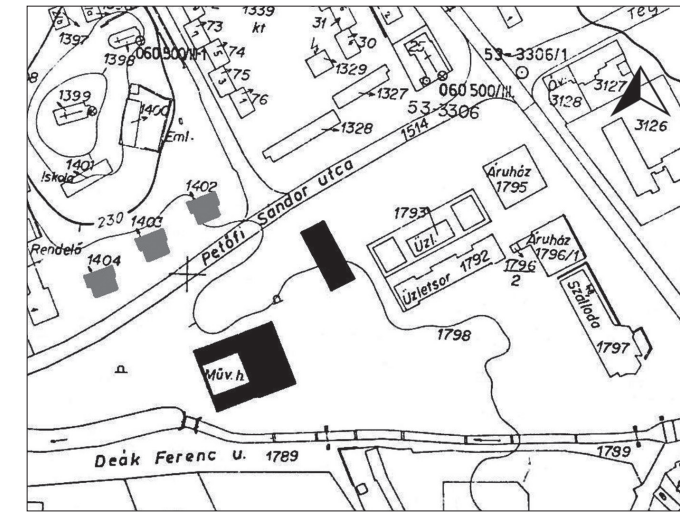 1397
1398
060500/II-1
73
74
75
76
1339
kt
31
30
1329
1327
1328
25
060500/III.
53-3306
53-3306/1
1514
Óv.
3128
3127
3126
1399
1400
Eml.
1401
Iskola
1402
230
1403
Rendelő
1404
Petőfi Sándor utca
Áruház
1795
1793
Üzl.
Üzletsor 1792
Áruház
1796/1
1796
2
Szálloda
1797
1798
Műv. h.
Deák Ferenc u.
1789
1799